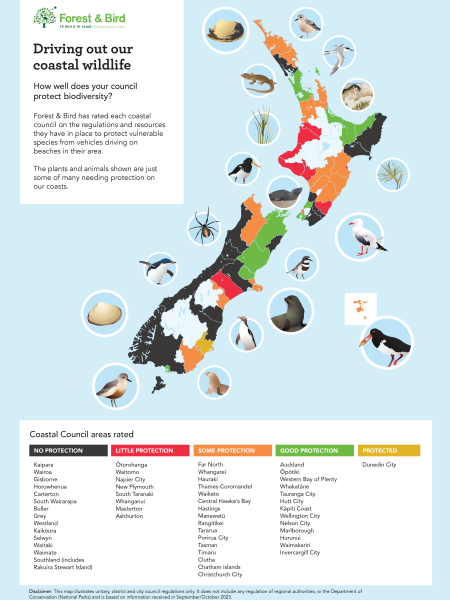 Forest & Bird
TE REO O TE TAIAO
Driving out our
coastal wildlife
How well does your council
protect biodiversity?
Forest & Bird has rated each coastal
council on the regulations and resources
they have in place to protect vulnerable
species from vehicles driving on
beaches in their area.
The plants and animals shown are just
some of many needing protection on
our coasts.
Coastal Council areas rated
NO PROTECTION
Kaipara
Wairoa
Gisborne
Horowhenua
Carterton
South Wairarapa
Buller
Grey
Westland
Kaikōura
Selwyn
Waitaki
Waimate
Southland (includes
Rakuira Stewart Island)
LITTLE PROTECTION
Ōtorohanga
Waitomo
Napier City
New Plymouth
South Taranaki
Whanganui
Masterton
Ashburton
SOME PROTECTION
Far North
Whangarei
Hauraki
Thames-Coromandel
Waikato
Central Hawke's Bay
Hastings
Manawatū
Rangitīkei
Tararua
Porirua City
Tasman
Timaru
Clutha
Chatham Islands
Christchurch City
GOOD PROTECTION
Auckland
Ōpōtiki
Western Bay of Plenty
Whakatāne
Tauranga City
Hutt City
Kāpiti Coast
Wellington City
Nelson City
Marlborough
Hurunui
Waimakariri
Invercargill City
PROTECTED
Dunedin City
Disclaimer: This map illustrates unitary, district and city council regulations only. It does not include any regulation of regional authorities, or the Department of
Conservation (National Parks) and is based on information received in September/October 2023.